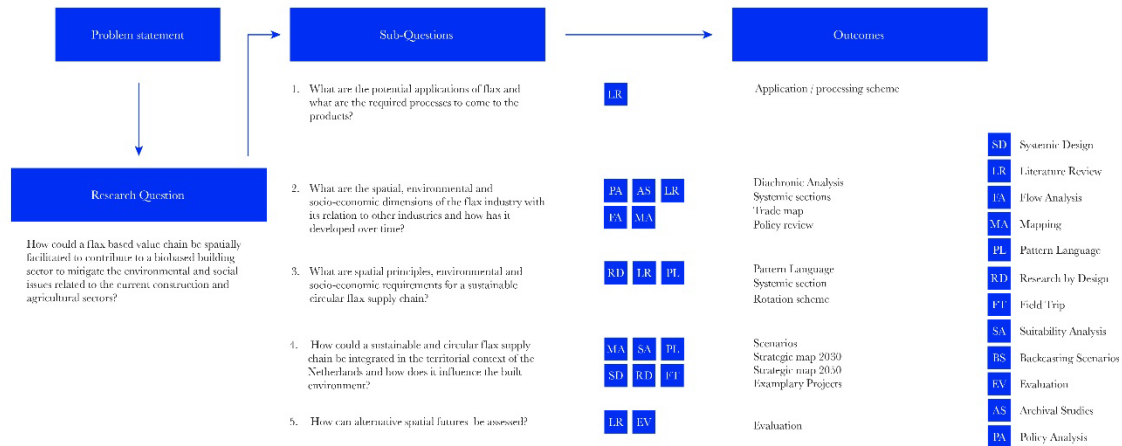 Problem statement
Research Question
How could a flax based value chain be spatially
facilitated to contribute to a biobased building
sector to mitigate the environmental and social
issues related to the current construction and
agricultural sectors?
Sub-Questions
Outcomes
1. What are the potential applications of flax and
what are the required processes to come to the
products?
LR
Application / processing scheme
2. What are the spatial, environmental and
socio-economic dimensions of the flax industry with
its relation to other industries and how has it
developed over time?
PA AS LR
FA MA
Diachronic Analysis
Systemic sections
Trade map
Policy review
3. What are spatial principles, environmental and
socio-economic requirements for a sustainable
circular flax supply chain?
RD LR PL
Pattern Language
Systemic section
Rotation scheme
4. How could a sustainable and circular flax supply
chain be integrated in the territorial context of the
Netherlands and how does it influence the built
environment?
MA SA PL
SD RD FT
Scenarios
Strategic map 2030
Strategic map 2050
Examplary Projects
5. How can alternative spatial futures be assessed?
LR EV
Evaluation
SD Systemic Design
LR Literature Review
FA Flow Analysis
MA Mapping
PL Pattern Language
RD Research by Design
FT Field Trip
SA Suitability Analysis
BS Backcasting Scenarios
EV Evaluation
AS Archival Studies
PA Policy Analysis